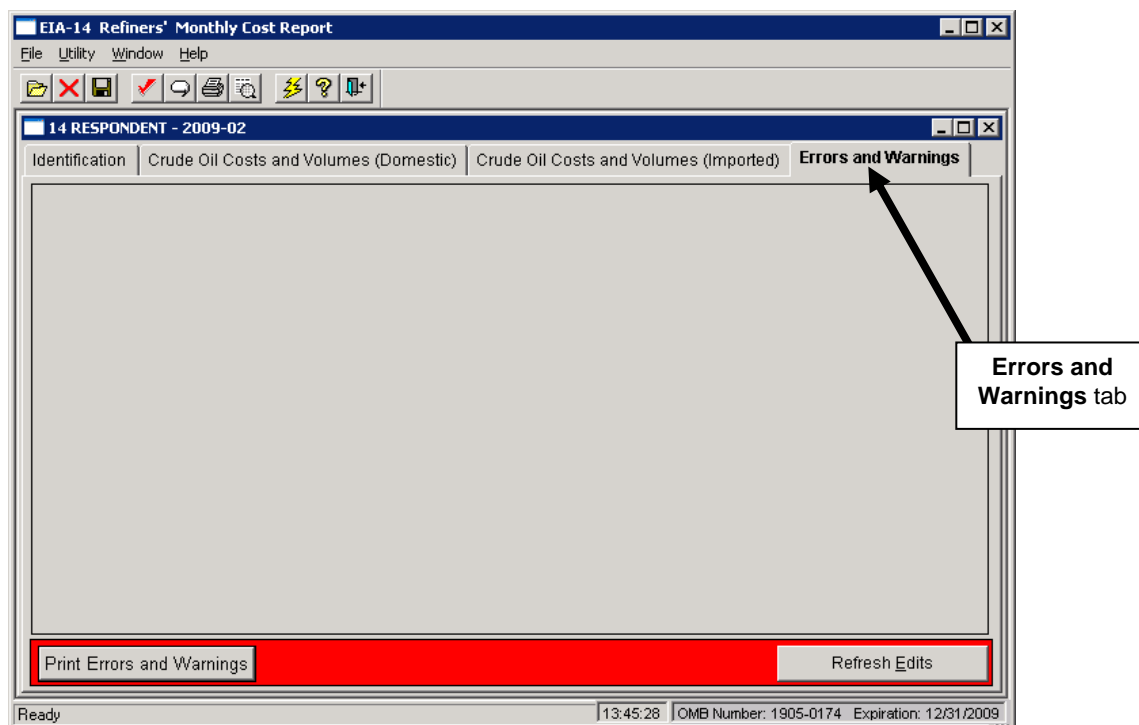 EIA-14 Refiners' Monthly Cost Report
File Utility Window Help
14 RESPONDENT - 2009-02
Identification Crude Oil Costs and Volumes (Domestic) Crude Oil Costs and Volumes (Imported) Errors and Warnings
Errors and
Warnings tab
Print Errors and Warnings Refresh Edits
Ready 13:45:28 OMB Number: 1905-0174 Expiration: 12/31/2009